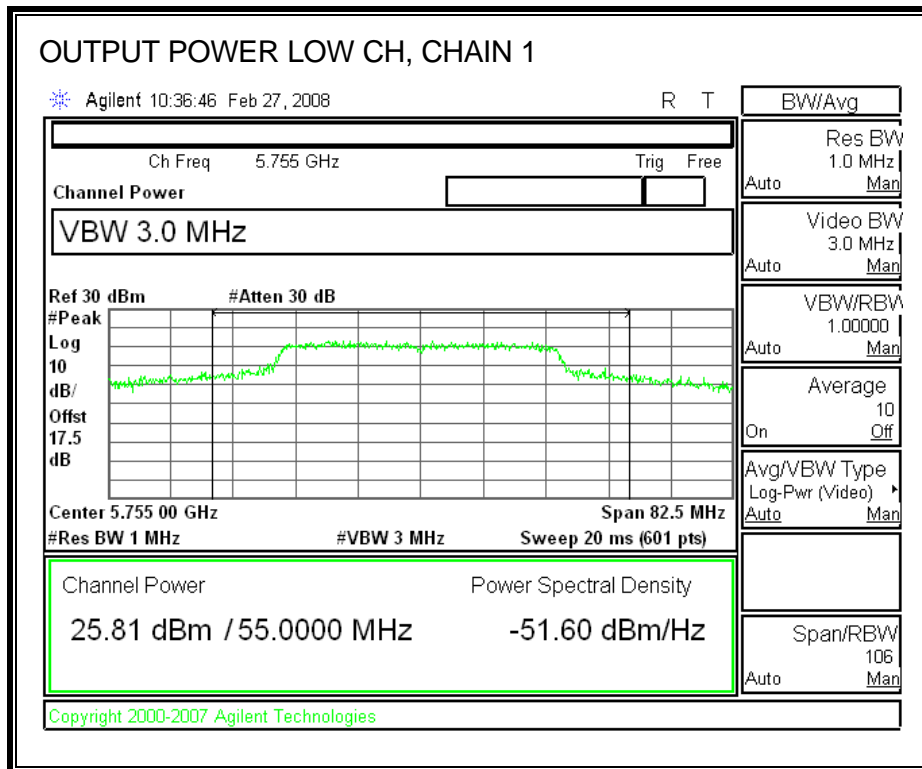 OUTPUT POWER LOW CH, CHAIN 1
Agilent 10:36:46 Feb 27, 2008 R T
BW/Avg
Ch Freq 5.755 GHz Trig Free
Channel Power
VBW 3.0 MHz
Ref 30 dBm #Atten 30 dB
#Peak
Log
10
dB/
Offst
17.5
dB
Center 5.755 00 GHz Span 82.5 MHz
#Res BW 1 MHz #VBW 3 MHz Sweep 20 ms (601 pts)
Channel Power Power Spectral Density
25.81 dBm / 55.0000 MHz -51.60 dBm/Hz
Copyright 2000-2007 Agilent Technologies
Res BW
1.0 MHz
Auto Man
Video BW
3.0 MHz
Auto Man
VBW/RBW
1.00000
Auto Man
Average
10
On Off
Avg/VBW Type
Log-Pwr (Video)
Auto Man
Span/RBW
106
Auto Man